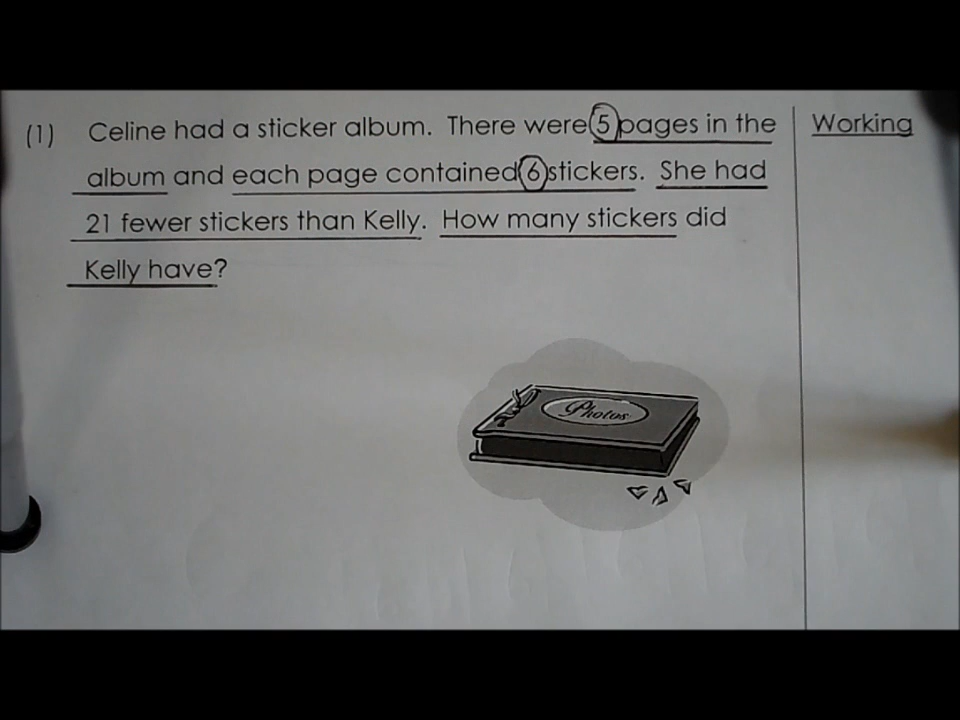 (1) Celine had a sticker album. There were 5 pages in the Working
album and each page contained 6 stickers. She had
21 fewer stickers than Kelly. How many stickers did
Kelly have?
Photos